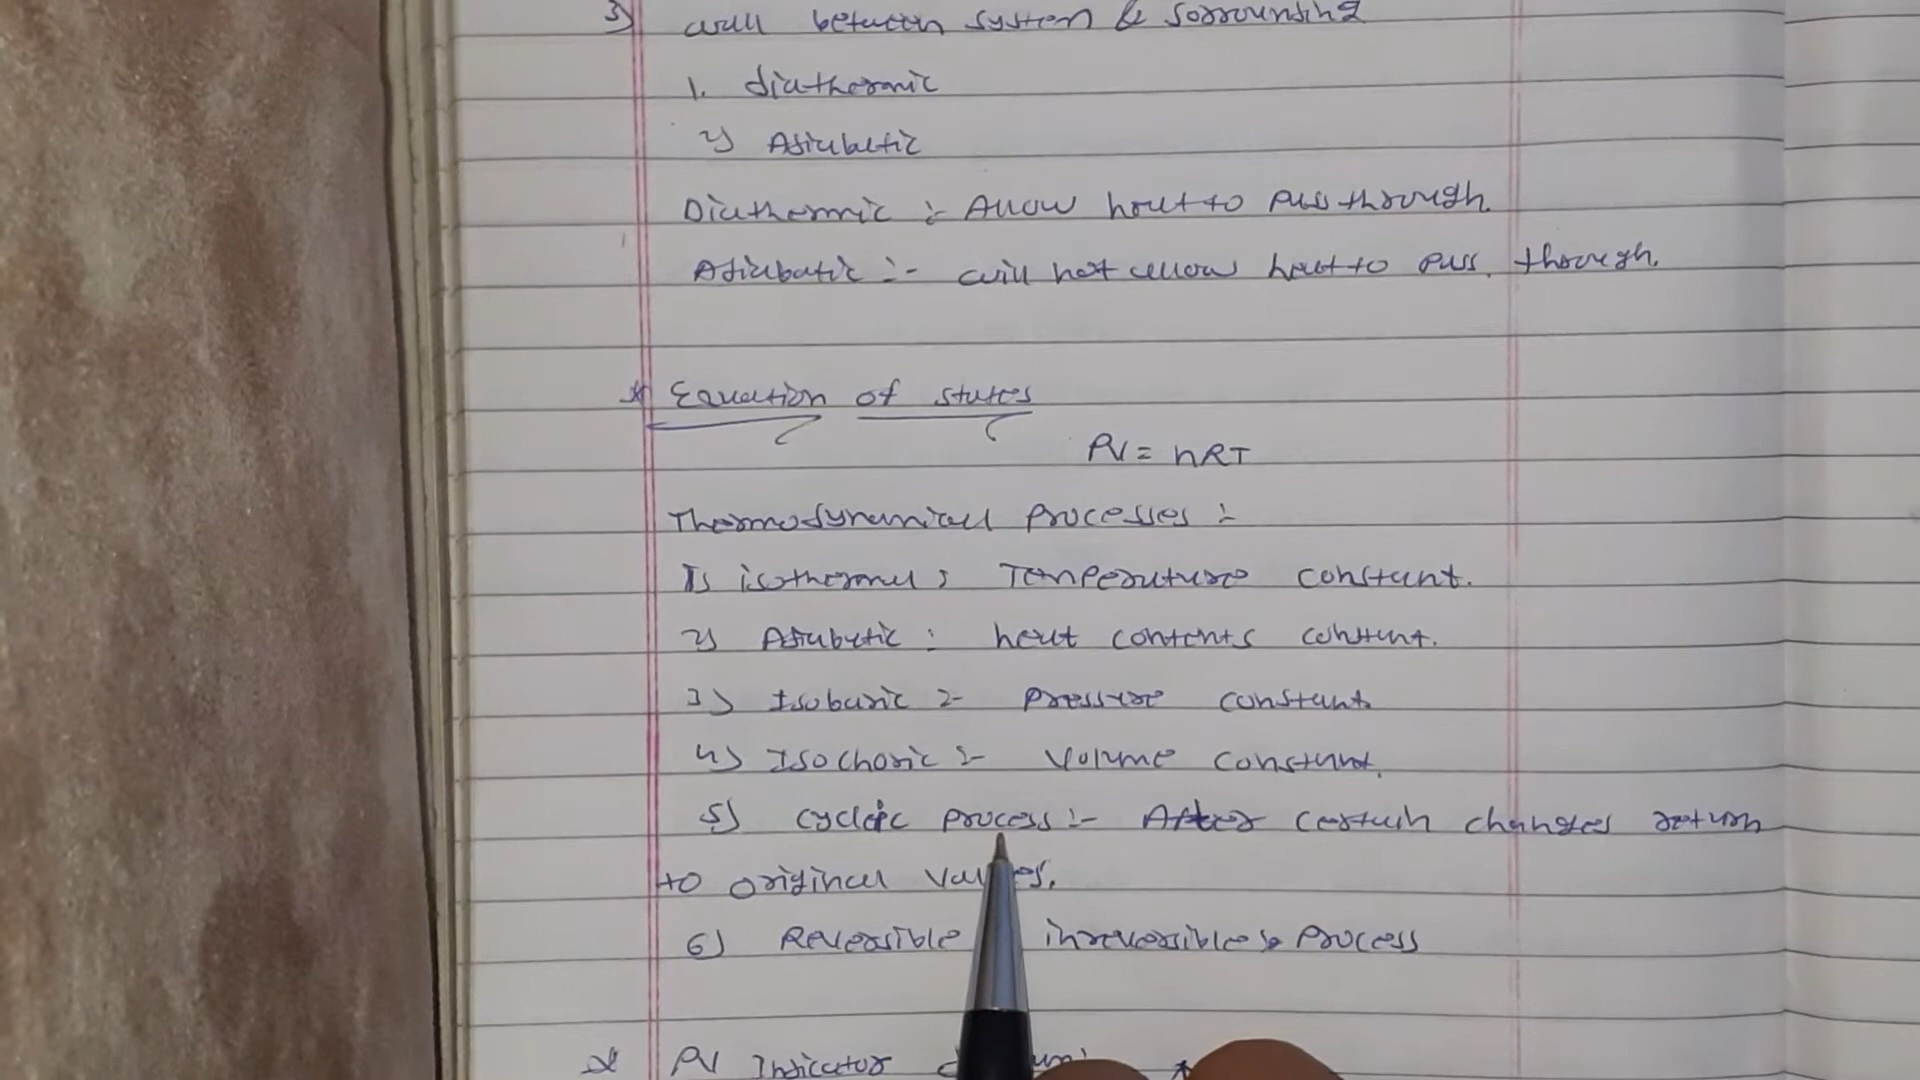 3) wall between system & sorrounding
1. diathermic
2) Adiabatic
Diathermic :- Allow heat to pass through.
Adiabatic :- will not allow heat to pass through.
* Equation of states
PV = nRT
Thermodynamical processes :-
1) isothermal : Temperature constant.
2) Adiabatic : heat contents constant.
3) Isobaric :- pressure constant.
4) Isochoric :- Volume constant.
5) cyclic process :- After certain changes return
to original values.
6) Reversible irreversible process
* PV Indicator